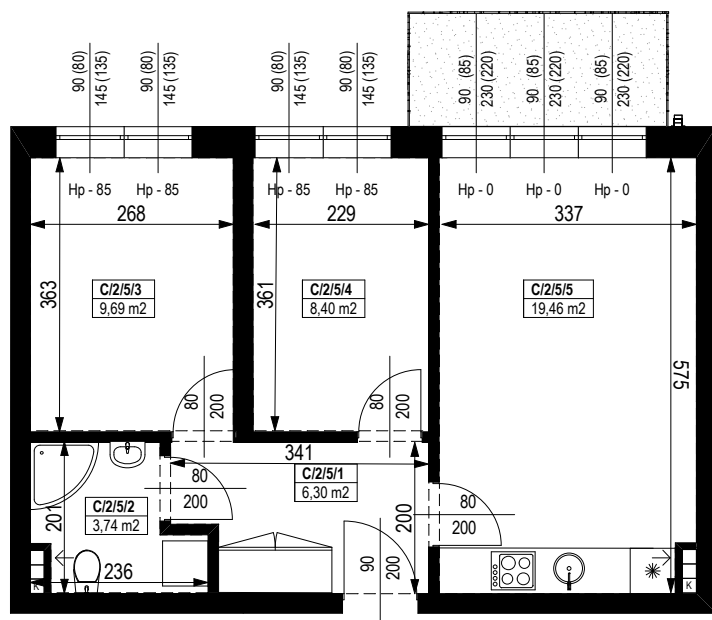 90 (80)
145 (135)
90 (80)
145 (135)
90 (80)
145 (135)
90 (80)
145 (135)
90 (85)
230 (220)
90 (85)
230 (220)
90 (85)
230 (220)
Hp - 85
Hp - 85
Hp - 85
Hp - 85
Hp - 0
Hp - 0
Hp - 0
268
229
337
363
C/2/5/3
9,69 m2
361
C/2/5/4
8,40 m2
C/2/5/5
19,46 m2
575
80
200
80
200
341
C/2/5/1
6,30 m2
80
200
80
200
201
C/2/5/2
3,74 m2
200
90
200
236
K
K